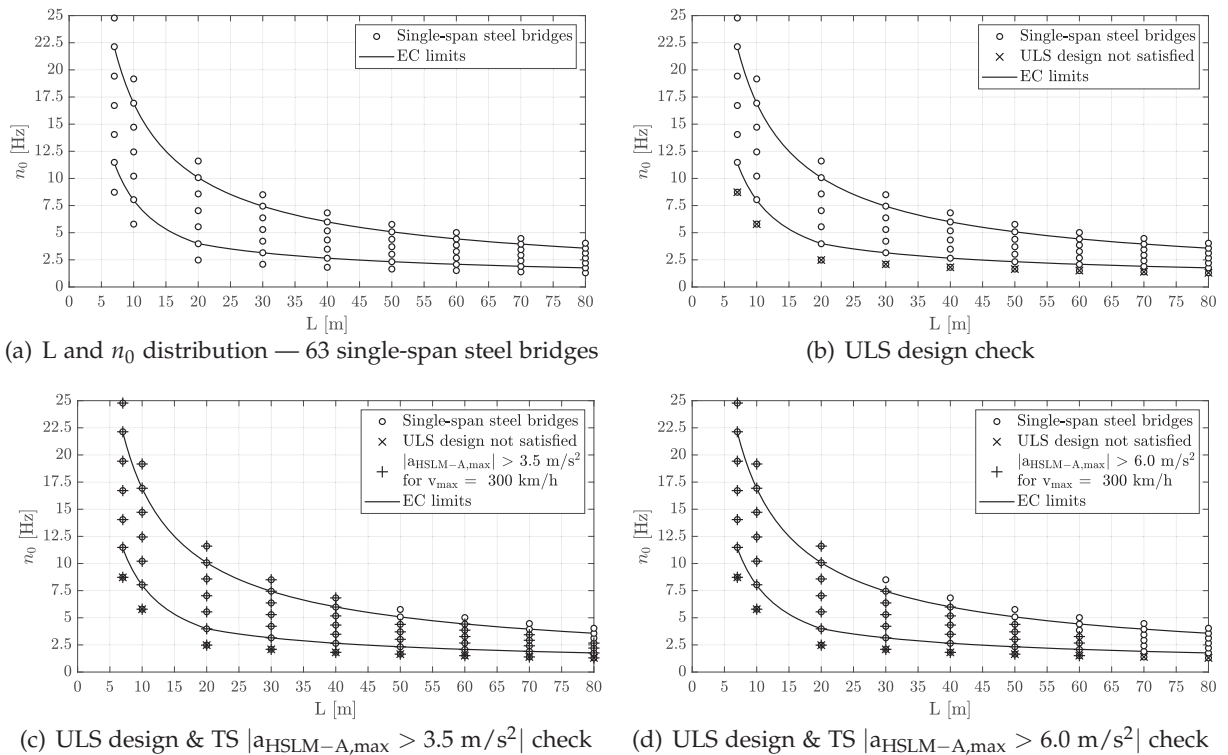 25
22.5
20
17.5
15
12.5
10
7.5
5
2.5
0
n₀ [Hz]
0 5 10 15 20 25 30 35 40 45 50 55 60 65 70 75 80
L [m]
Single-span steel bridges
EC limits
(a) L and n₀ distribution — 63 single-span steel bridges
25
22.5
20
17.5
15
12.5
10
7.5
5
2.5
0
n₀ [Hz]
0 5 10 15 20 25 30 35 40 45 50 55 60 65 70 75 80
L [m]
Single-span steel bridges
ULS design not satisfied
EC limits
(b) ULS design check
25
22.5
20
17.5
15
12.5
10
7.5
5
2.5
0
n₀ [Hz]
0 5 10 15 20 25 30 35 40 45 50 55 60 65 70 75 80
L [m]
Single-span steel bridges
ULS design not satisfied
|a_HSLM−A,max| > 3.5 m/s²
for v_max = 300 km/h
EC limits
(c) ULS design & TS |a_HSLM−A,max > 3.5 m/s²| check
25
22.5
20
17.5
15
12.5
10
7.5
5
2.5
0
n₀ [Hz]
0 5 10 15 20 25 30 35 40 45 50 55 60 65 70 75 80
L [m]
Single-span steel bridges
ULS design not satisfied
|a_HSLM−A,max| > 6.0 m/s²
for v_max = 300 km/h
EC limits
(d) ULS design & TS |a_HSLM−A,max > 6.0 m/s²| check